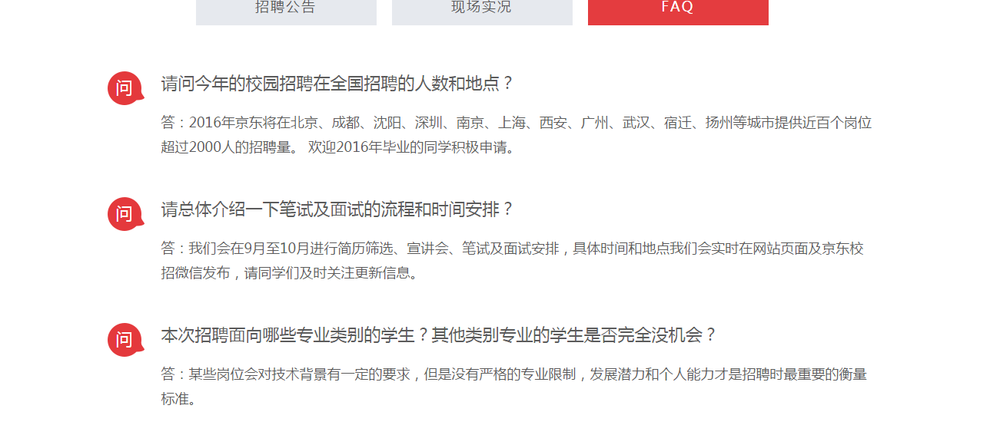 招聘公告
现场实况
FAQ
问
请问今年的校园招聘在全国招聘的人数和地点？
答：2016年京东将在北京、成都、沈阳、深圳、南京、上海、西安、广州、武汉、宿迁、扬州等城市提供近百个岗位
超过2000人的招聘量。 欢迎2016年毕业的同学积极申请。
问
请总体介绍一下笔试及面试的流程和时间安排？
答：我们会在9月至10月进行简历筛选、宣讲会、笔试及面试安排，具体时间和地点我们会实时在网站页面及京东校
招微信发布，请同学们及时关注更新信息。
问
本次招聘面向哪些专业类别的学生？其他类别专业的学生是否完全没机会？
答：某些岗位会对技术背景有一定的要求，但是没有严格的专业限制，发展潜力和个人能力才是招聘时最重要的衡量
标准。